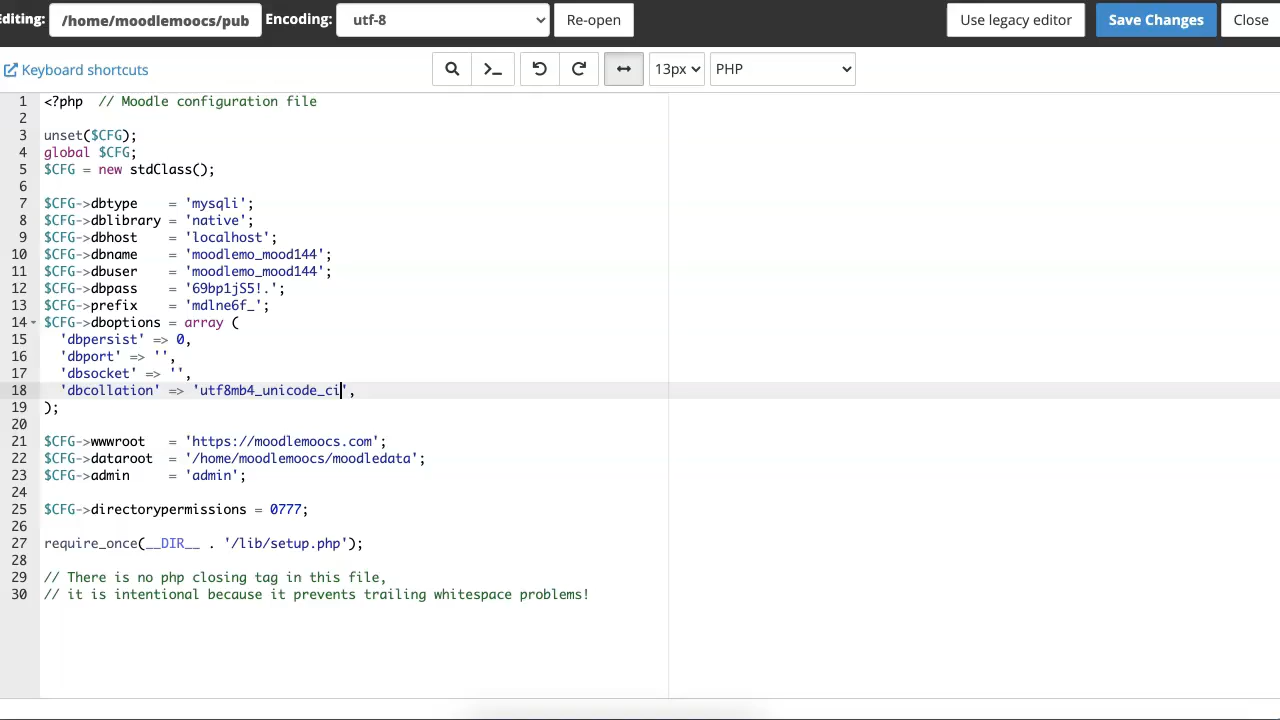 Editing: /home/moodlemoocs/pub Encoding: utf-8 Re-open Use legacy editor Save Changes Close
Keyboard shortcuts 13px PHP
1 <?php  // Moodle configuration file
2
3 unset($CFG);
4 global $CFG;
5 $CFG = new stdClass();
6
7 $CFG->dbtype    = 'mysqli';
8 $CFG->dblibrary = 'native';
9 $CFG->dbhost    = 'localhost';
10 $CFG->dbname    = 'moodlemo_mood144';
11 $CFG->dbuser    = 'moodlemo_mood144';
12 $CFG->dbpass    = '69bp1jS5!.';
13 $CFG->prefix    = 'mdlne6f_';
14 $CFG->dboptions = array (
15   'dbpersist' => 0,
16   'dbport' => '',
17   'dbsocket' => '',
18   'dbcollation' => 'utf8mb4_unicode_ci',
19 );
20
21 $CFG->wwwroot   = 'https://moodlemoocs.com';
22 $CFG->dataroot  = '/home/moodlemoocs/moodledata';
23 $CFG->admin     = 'admin';
24
25 $CFG->directorypermissions = 0777;
26
27 require_once(__DIR__ . '/lib/setup.php');
28
29 // There is no php closing tag in this file,
30 // it is intentional because it prevents trailing whitespace problems!